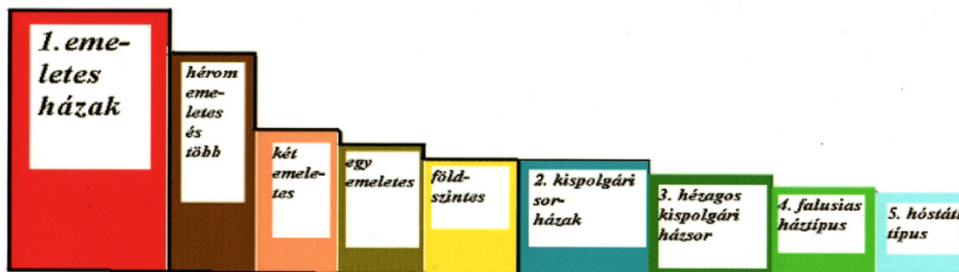 1. eme-
letes
házak
három
eme-
letes
és
több
két
emele-
tes
egy
emeletes
föld-
szintes
2. kispolgári
sor-
házak
3. hézagos
kispolgári
házsor
4. falusias
háztípus
5. hóstáti
típus